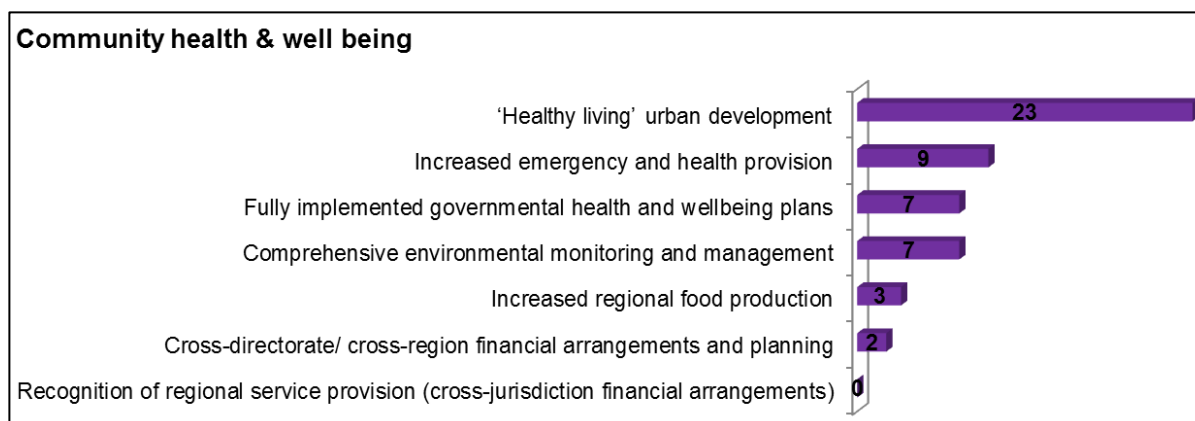 Community health & well being
‘Healthy living’ urban development 23
Increased emergency and health provision 9
Fully implemented governmental health and wellbeing plans 7
Comprehensive environmental monitoring and management 7
Increased regional food production 3
Cross-directorate/ cross-region financial arrangements and planning 2
Recognition of regional service provision (cross-jurisdiction financial arrangements) 0